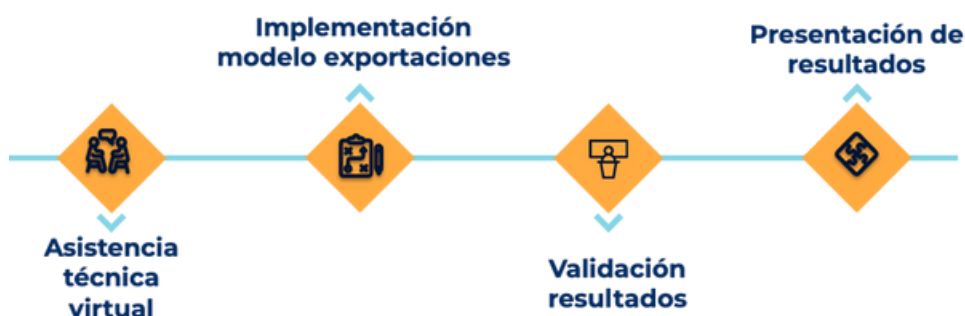 Asistencia
técnica
virtual
Implementación
modelo exportaciones
Validación
resultados
Presentación de
resultados